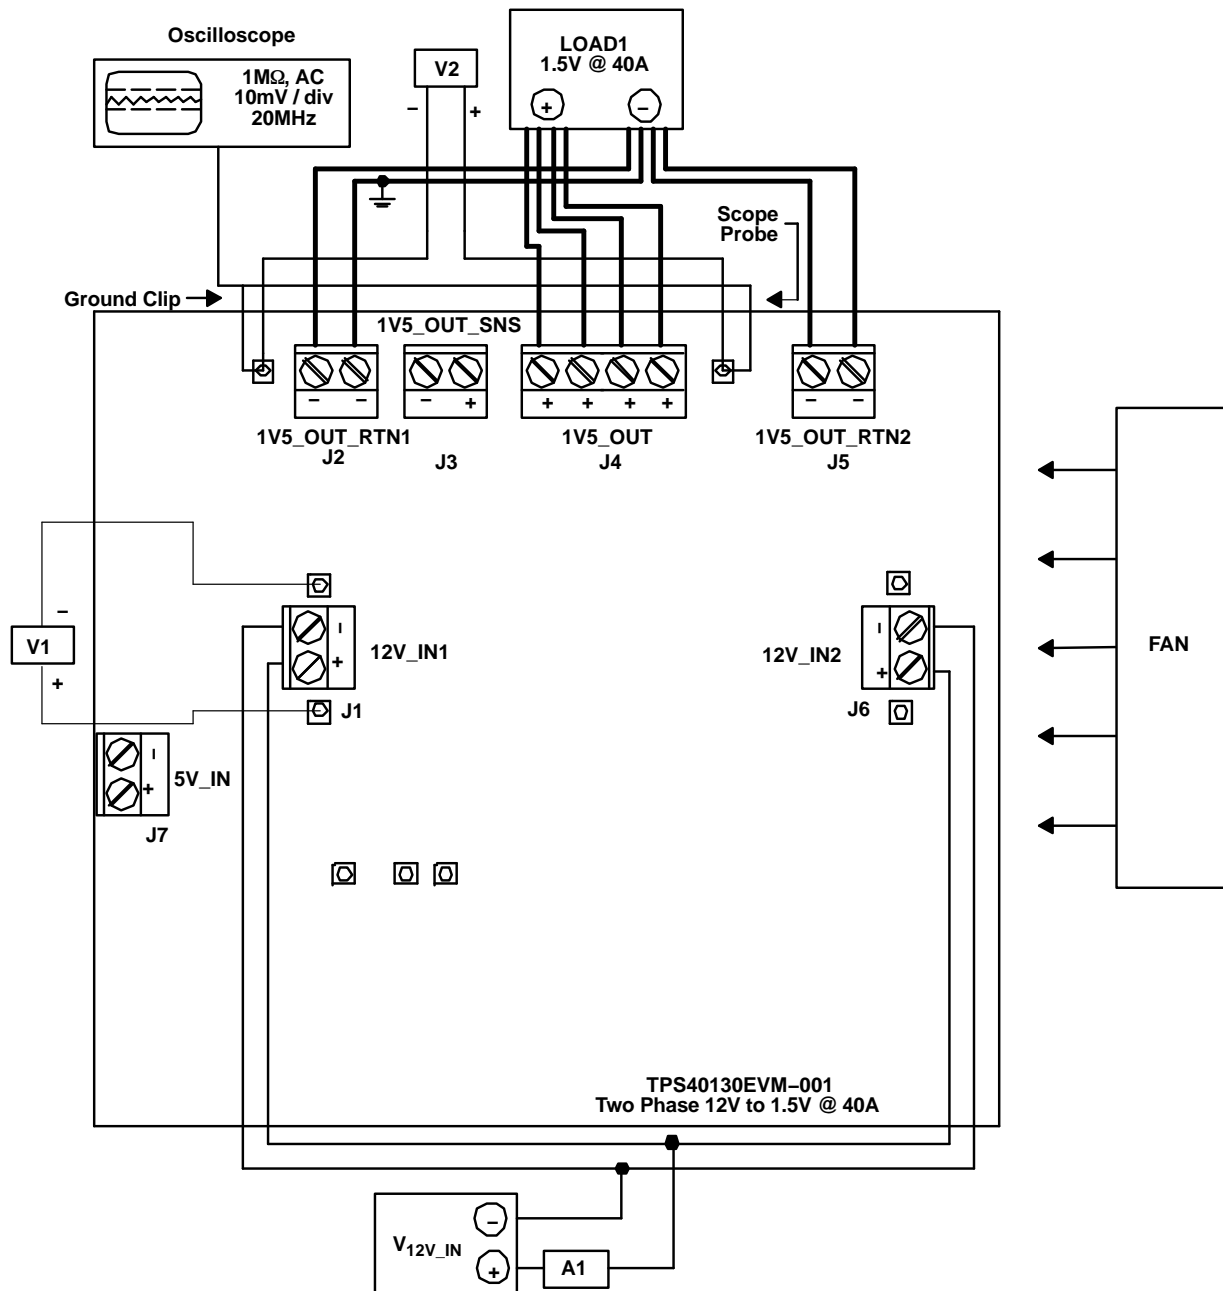 Oscilloscope
1MΩ, AC
10mV / div
20MHz
V2
− +
LOAD1
1.5V @ 40A
+ −
Scope
Probe
Ground Clip
1V5_OUT_SNS
− − − + + + + + − −
1V5_OUT_RTN1
J2
J3
1V5_OUT
J4
1V5_OUT_RTN2
J5
−
V1
+
−
+
12V_IN1
J1
−
+
12V_IN2
J6
FAN
−
+
5V_IN
J7
TPS40130EVM−001
Two Phase 12V to 1.5V @ 40A
V12V_IN
−
+
A1